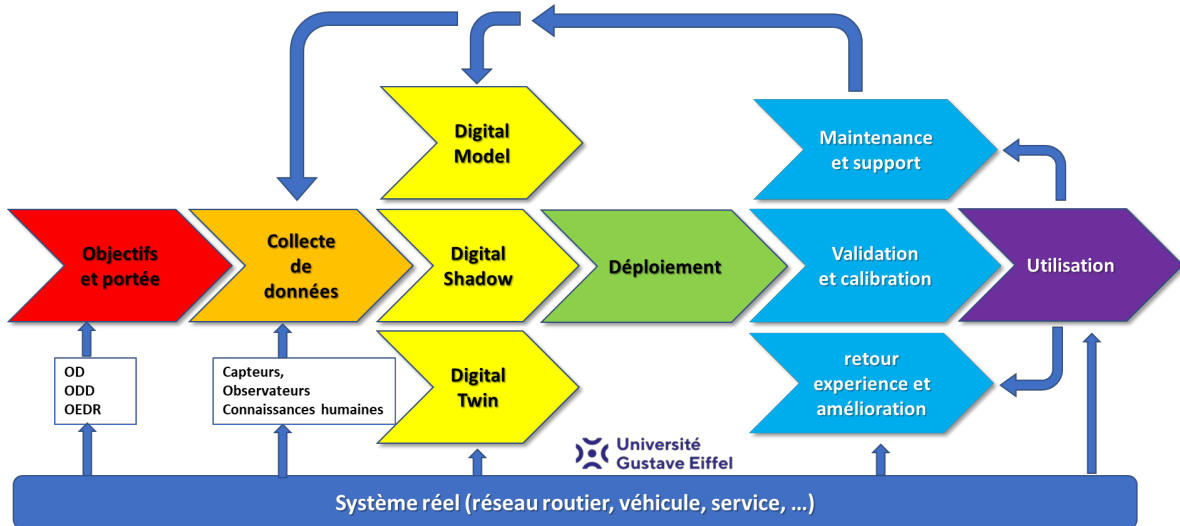 Digital
Model
Maintenance
et support
Objectifs
et portée
Collecte
de
données
Digital
Shadow
Déploiement
Validation
et calibration
Utilisation
OD
ODD
OEDR
Capteurs,
Observateurs
Connaissances humaines
Digital
Twin
retour
experience et
amélioration
Université
Gustave Eiffel
Système réel (réseau routier, véhicule, service, ...)